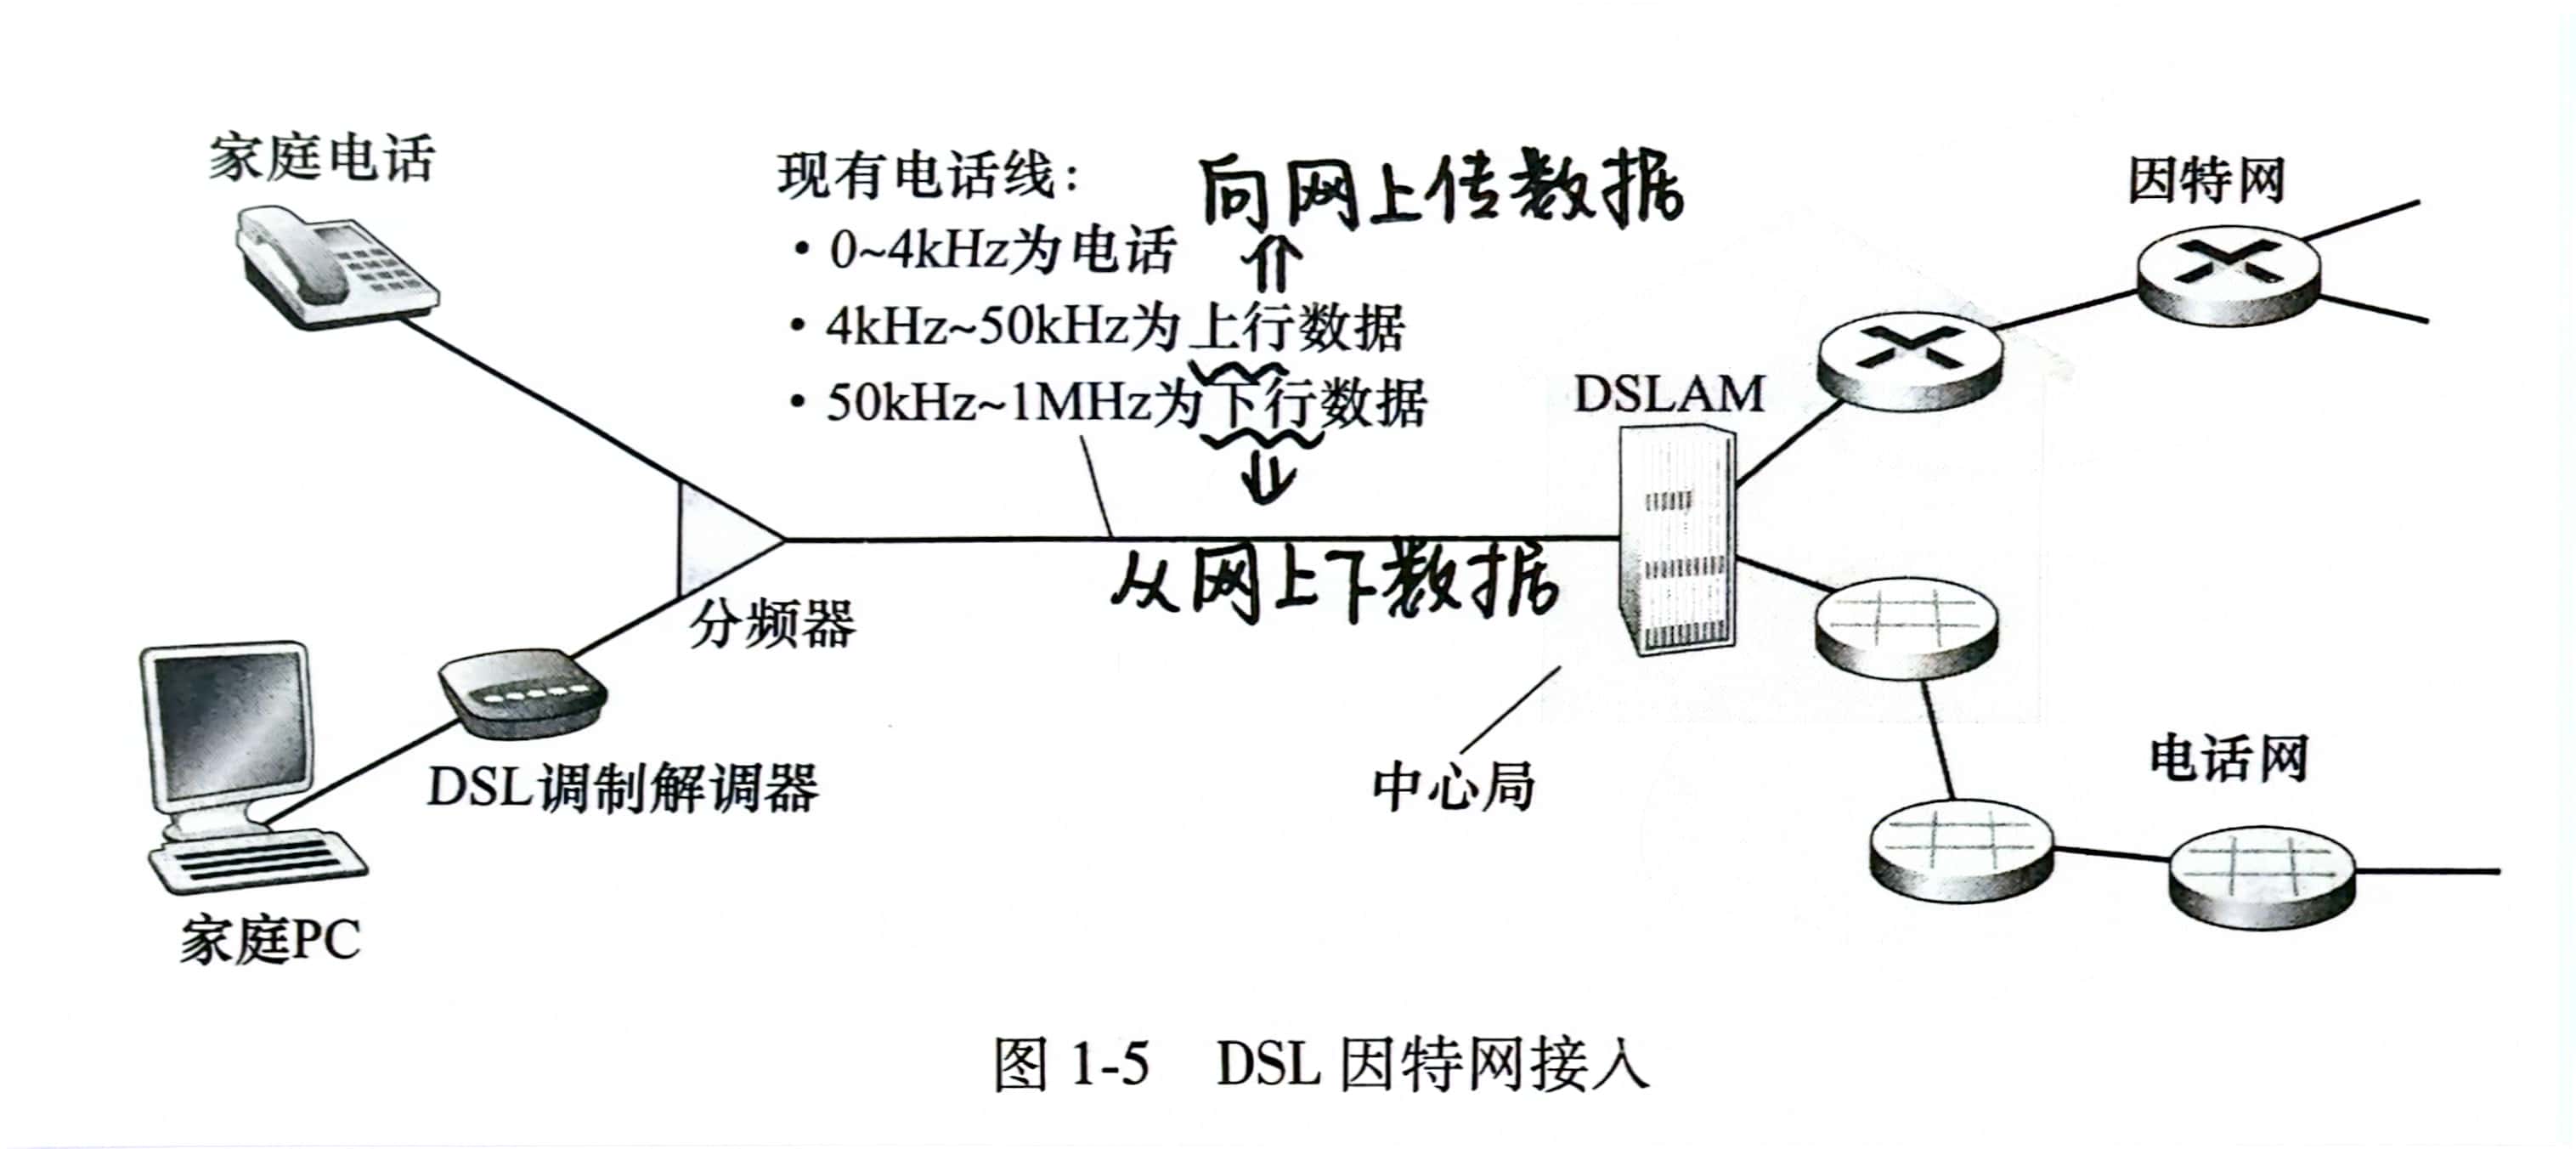 家庭电话
现有电话线：
·0~4kHz为电话
·4kHz~50kHz为上行数据
·50kHz~1MHz为下行数据
向网上传数据
从网上下数据
因特网
DSLAM
分频器
DSL调制解调器
家庭PC
中心局
电话网
图 1-5 DSL 因特网接入